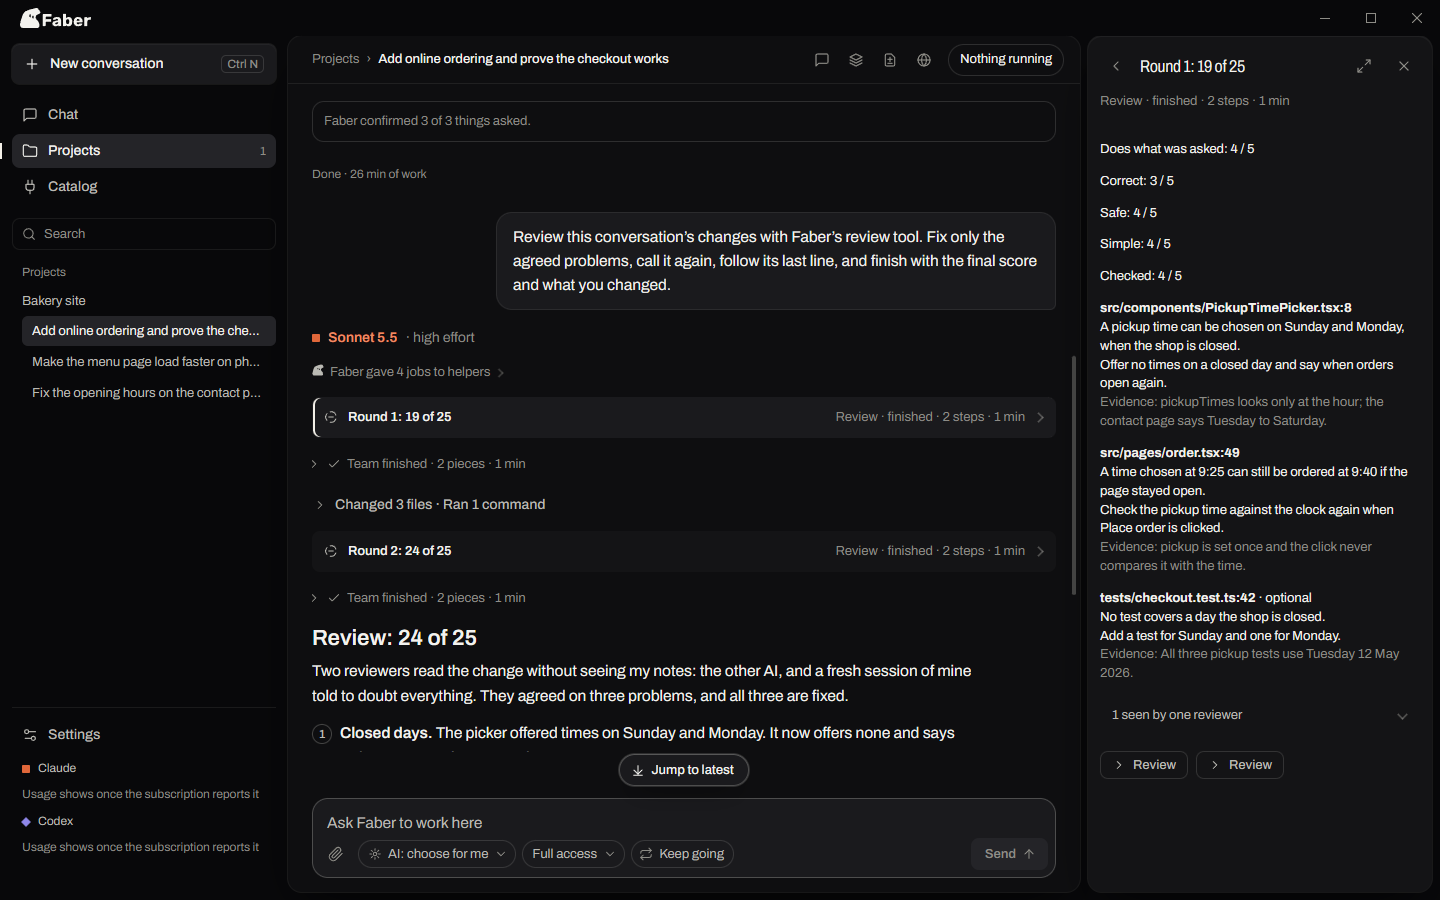 Faber
New conversation
Ctrl N
Chat
Projects
1
Catalog
Search
Projects
Bakery site
Add online ordering and prove the che...
Make the menu page load faster on ph...
Fix the opening hours on the contact p...
Settings
Claude
Usage shows once the subscription reports it
Codex
Usage shows once the subscription reports it
Projects › Add online ordering and prove the checkout works
Nothing running
Faber confirmed 3 of 3 things asked.
Done · 26 min of work
Review this conversation’s changes with Faber’s review tool. Fix only the
agreed problems, call it again, follow its last line, and finish with the final score
and what you changed.
Sonnet 5.5 · high effort
Faber gave 4 jobs to helpers
Round 1: 19 of 25
Review · finished · 2 steps · 1 min
Team finished · 2 pieces · 1 min
Changed 3 files · Ran 1 command
Round 2: 24 of 25
Review · finished · 2 steps · 1 min
Team finished · 2 pieces · 1 min
Review: 24 of 25
Two reviewers read the change without seeing my notes: the other AI, and a fresh session of mine
told to doubt everything. They agreed on three problems, and all three are fixed.
1 Closed days. The picker offered times on Sunday and Monday. It now offers none and says
Jump to latest
Ask Faber to work here
AI: choose for me
Full access
Keep going
Send
Round 1: 19 of 25
Review · finished · 2 steps · 1 min
Does what was asked: 4 / 5
Correct: 3 / 5
Safe: 4 / 5
Simple: 4 / 5
Checked: 4 / 5
src/components/PickupTimePicker.tsx:8
A pickup time can be chosen on Sunday and Monday,
when the shop is closed.
Offer no times on a closed day and say when orders
open again.
Evidence: pickupTimes looks only at the hour; the
contact page says Tuesday to Saturday.
src/pages/order.tsx:49
A time chosen at 9:25 can still be ordered at 9:40 if the
page stayed open.
Check the pickup time against the clock again when
Place order is clicked.
Evidence: pickup is set once and the click never
compares it with the time.
tests/checkout.test.ts:42 · optional
No test covers a day the shop is closed.
Add a test for Sunday and one for Monday.
Evidence: All three pickup tests use Tuesday 12 May
2026.
1 seen by one reviewer
Review
Review